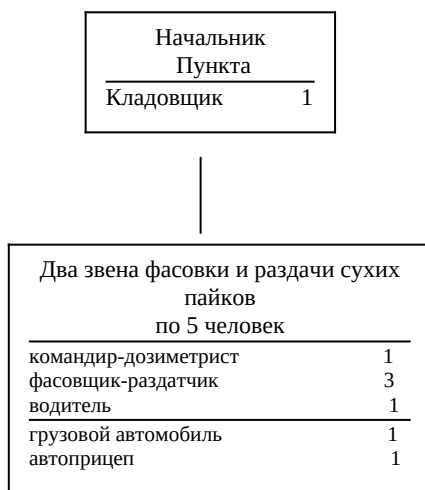 Начальник
Пункта
Кладовщик 1
Два звена фасовки и раздачи сухих
пайков
по 5 человек
командир-дозиметрист 1
фасовщик-раздатчик 3
водитель 1
грузовой автомобиль 1
автоприцеп 1